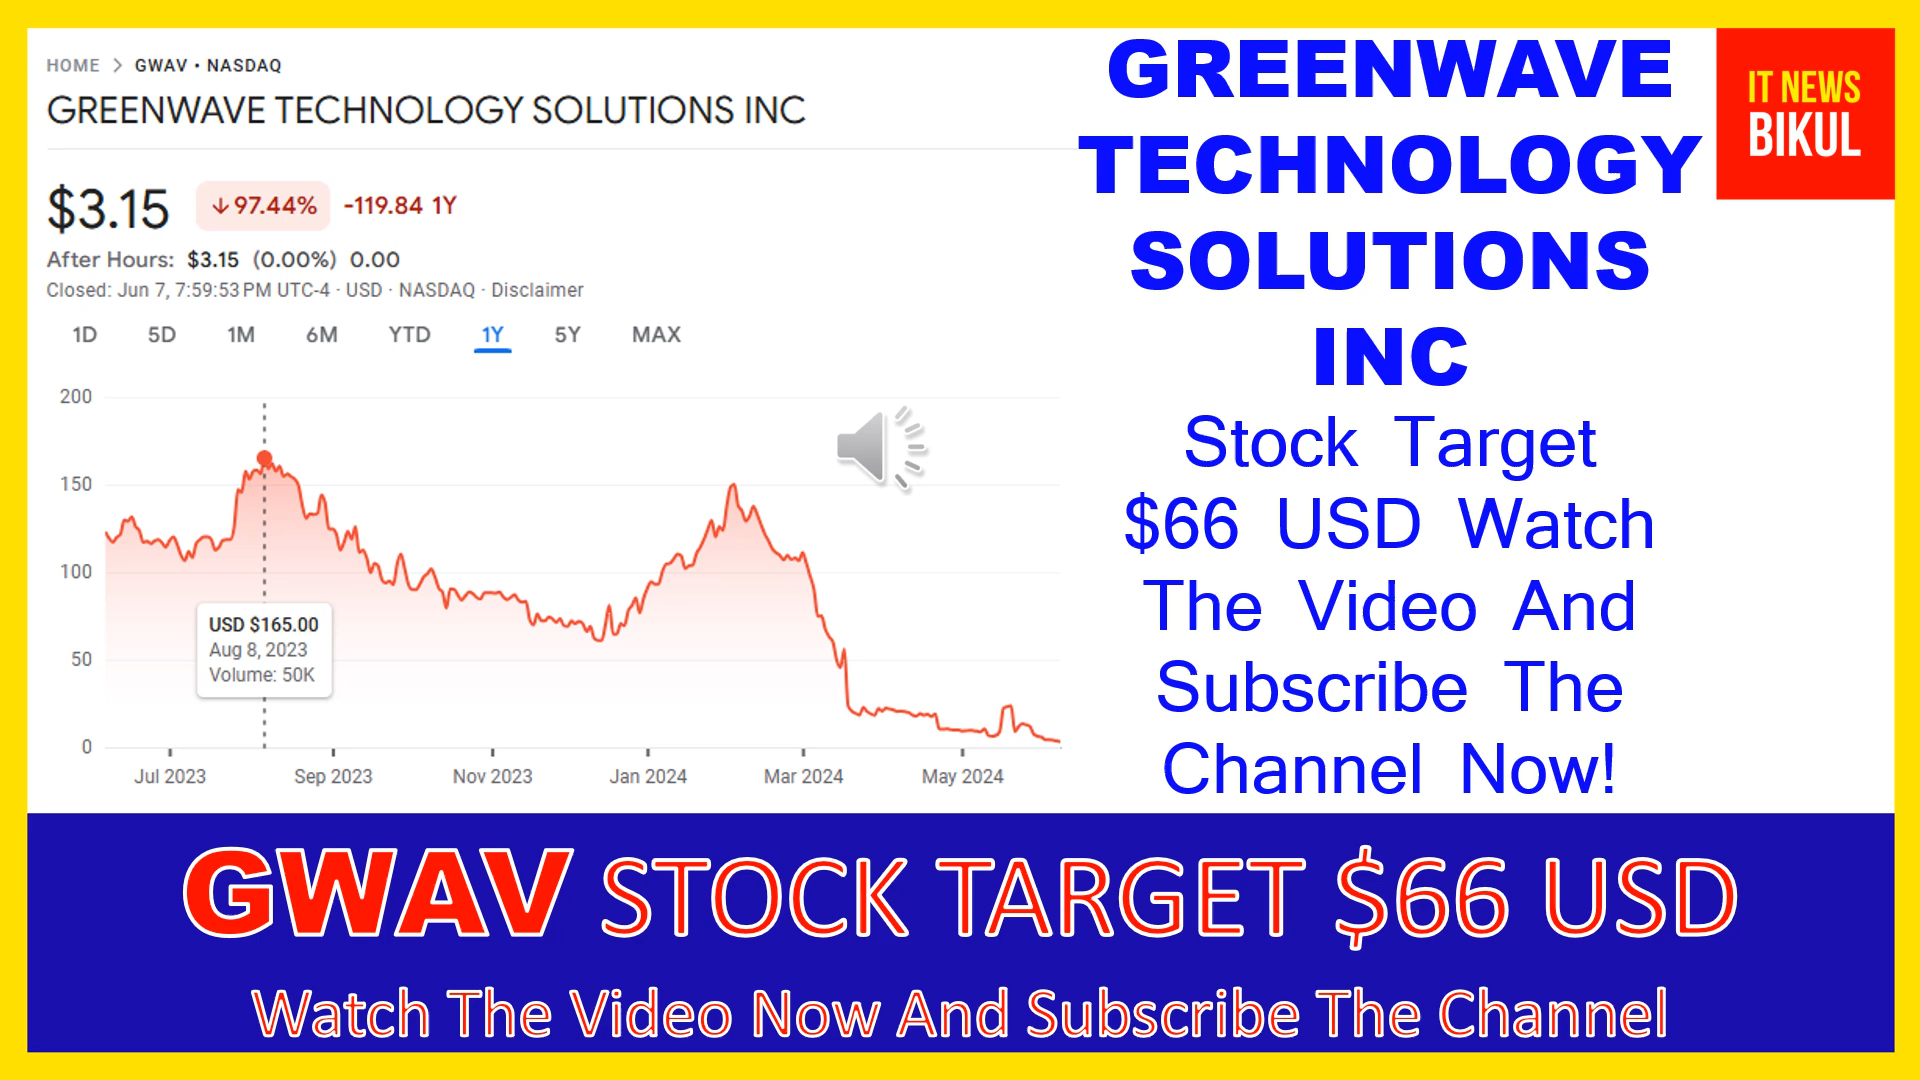 HOME > GWAV • NASDAQ
GREENWAVE TECHNOLOGY SOLUTIONS INC
$3.15 ↓97.44% -119.84 1Y
After Hours: $3.15 (0.00%) 0.00
Closed: Jun 7, 7:59:53 PM UTC-4 · USD · NASDAQ · Disclaimer
1D 5D 1M 6M YTD 1Y 5Y MAX
200
150
100
50
0
USD $165.00
Aug 8, 2023
Volume: 50K
Jul 2023 Sep 2023 Nov 2023 Jan 2024 Mar 2024 May 2024
GREENWAVE
TECHNOLOGY
SOLUTIONS
INC
Stock Target
$66 USD Watch
The Video And
Subscribe The
Channel Now!
IT NEWS
BIKUL
GWAV STOCK TARGET $66 USD
Watch The Video Now And Subscribe The Channel